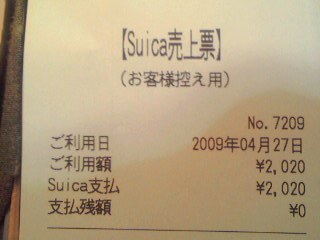 【Suica売上票】
（お客様控え用）
No.7209
ご利用日 2009年04月27日
ご利用額 ¥2,020
Suica支払 ¥2,020
支払残額 ¥0